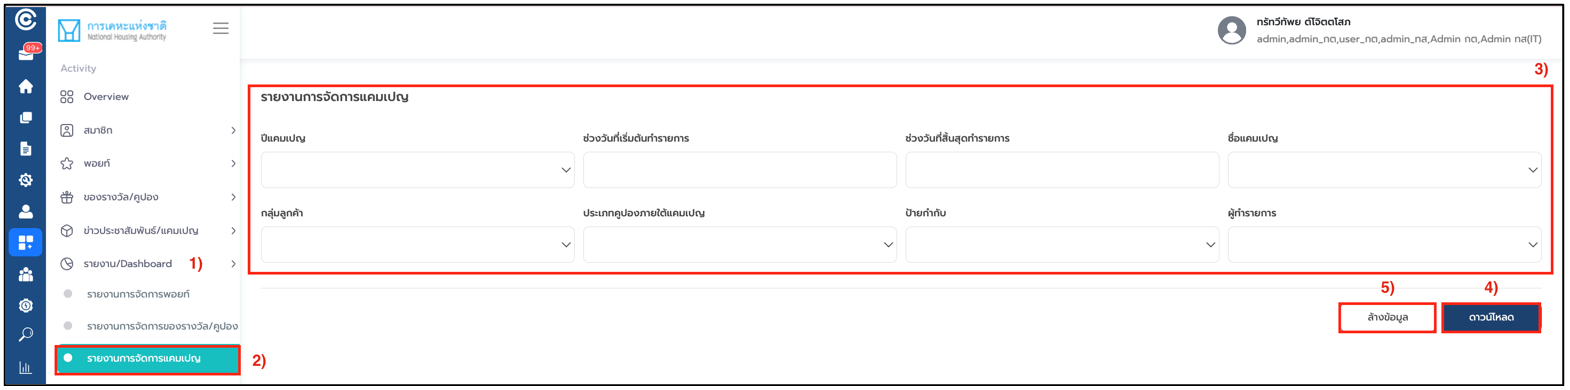 99+
การเคหะแห่งชาติ
National Housing Authority
ทรัทวีทิพย ดีโจิตตโสภ
admin,admin_กต,user_กต,admin_กส,Admin กต,Admin กส(IT)
Activity
3)
Overview
รายงานการจัดการแคมเปญ
สมาชิก
ปีแคมเปญ
ช่วงวันที่เริ่มต้นทำรายการ
ช่วงวันที่สิ้นสุดทำรายการ
ชื่อแคมเปญ
พอยท์
ของรางวัล/คูปอง
กลุ่มลูกค้า
ประเภทคูปองภายใต้แคมเปญ
ป้ายกำกับ
ผู้ทำรายการ
ข่าวประชาสัมพันธ์/แคมเปญ
รายงาน/Dashboard
1)
รายงานการจัดการพอยท์
5)
4)
รายงานการจัดการของรางวัล/คูปอง
ล้างข้อมูล
ดาวน์โหลด
รายงานการจัดการแคมเปญ
2)